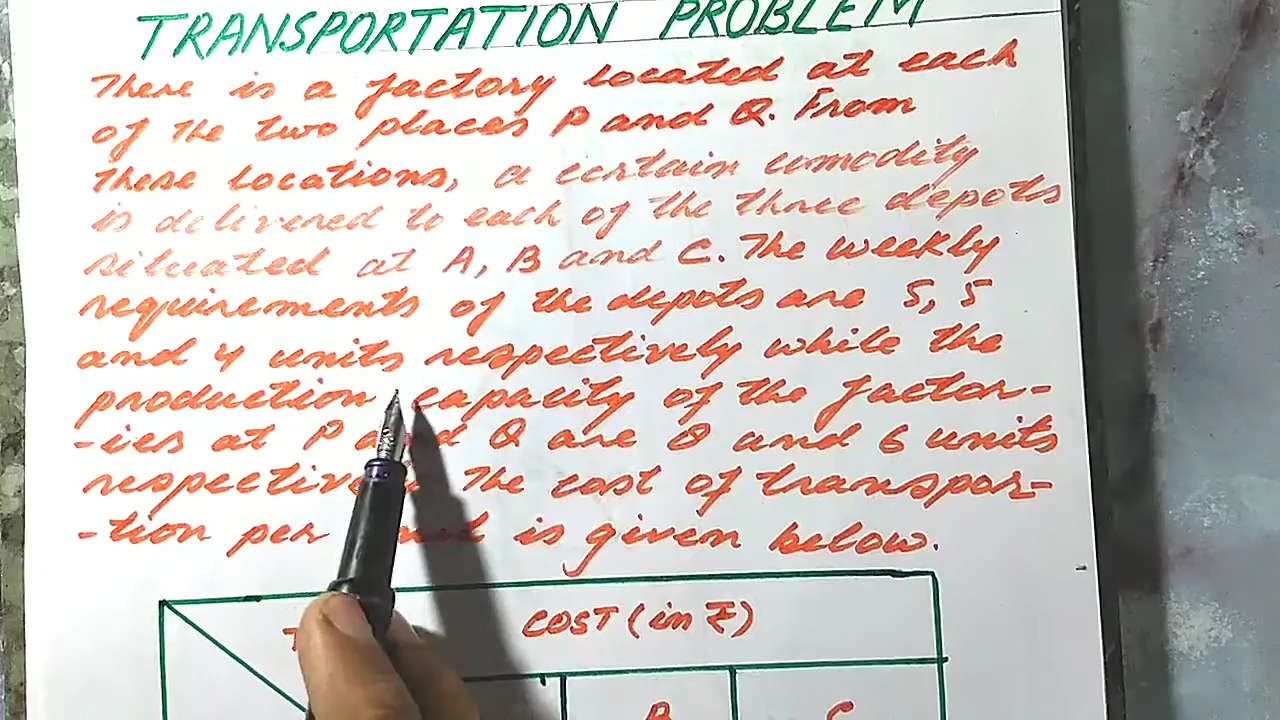 TRANSPORTATION PROBLEM
There is a factory located at each
of the two places P and Q. From
these locations, a certain comodity
is delivered to each of the three depots
situated at A, B and C. The weekly
requirements of the depots are 5, 5
and 4 units respectively while the
production capacity of the factor-
-ies at P and Q are 8 and 6 units
respectively The cost of transpor-
-tion per unit is given below.
COST (in ₹)
B C